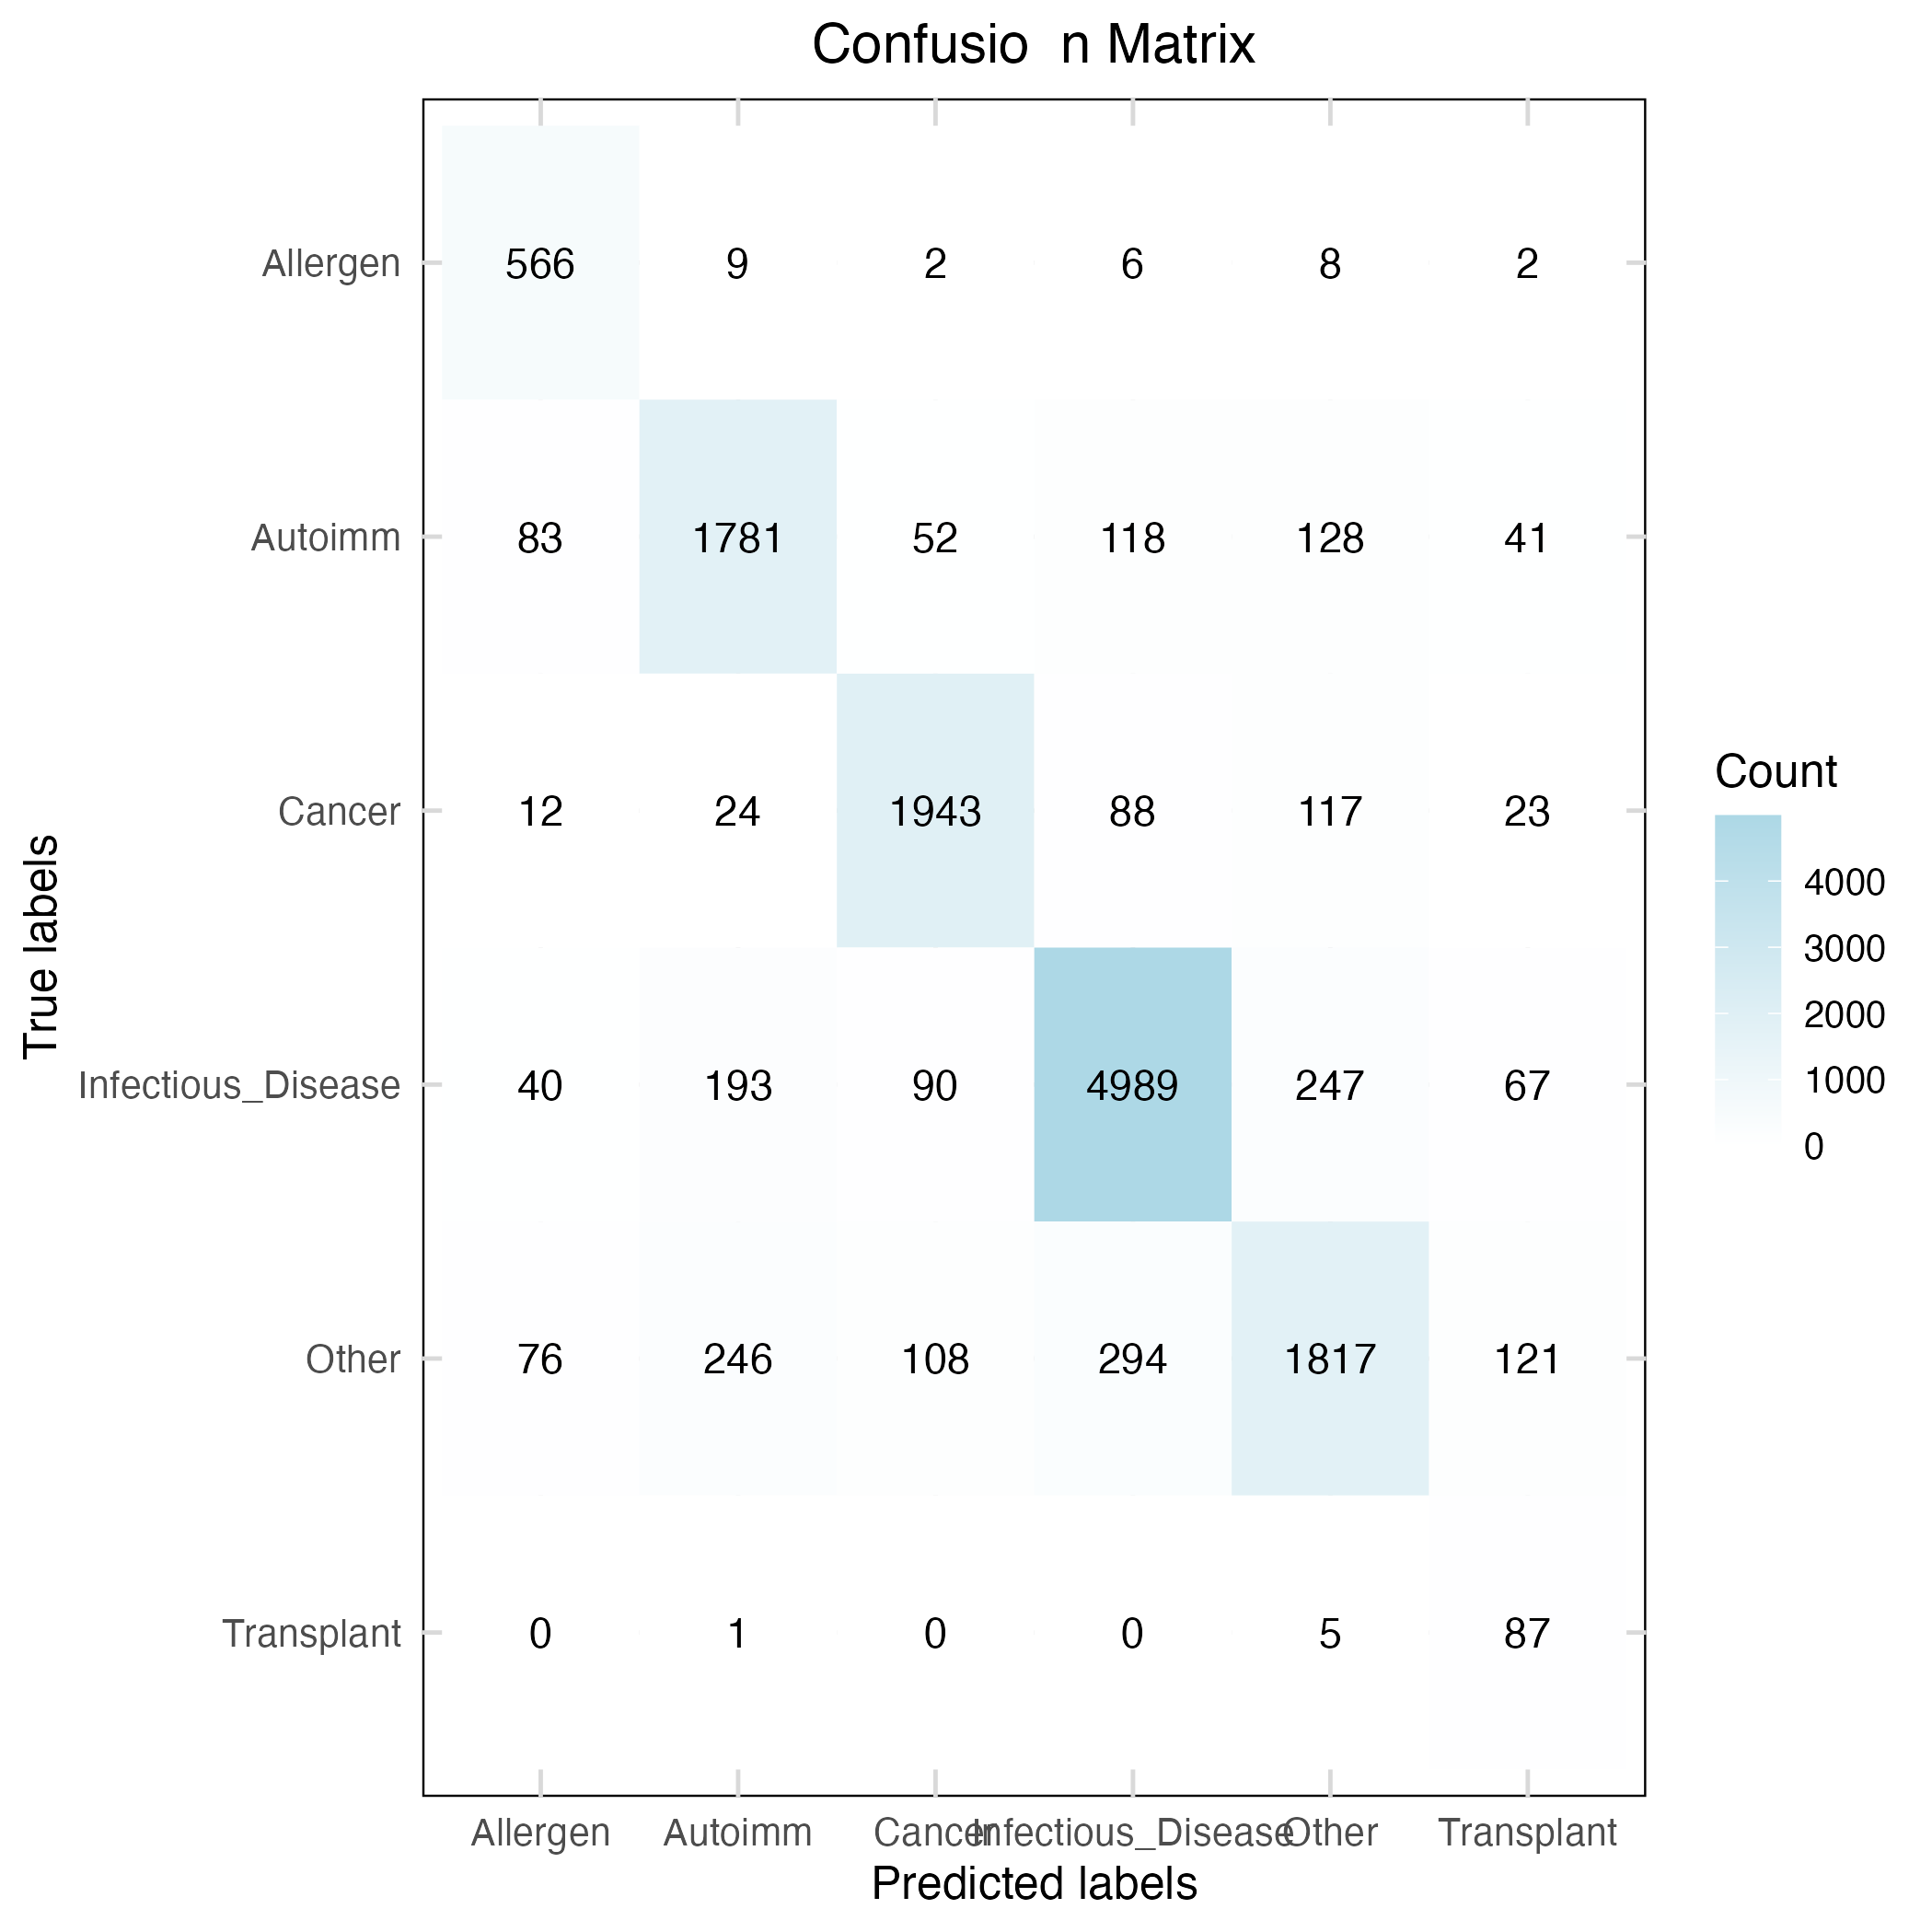 Confusio  n Matrix
Allergen 566 9 2 6 8 2
Autoimm 83 1781 52 118 128 41
Cancer 12 24 1943 88 117 23
Infectious_Disease 40 193 90 4989 247 67
Other 76 246 108 294 1817 121
Transplant 0 1 0 0 5 87
Allergen Autoimm Cancer Infectious_Disease Other Transplant
Predicted labels
True labels
Count
4000
3000
2000
1000
0